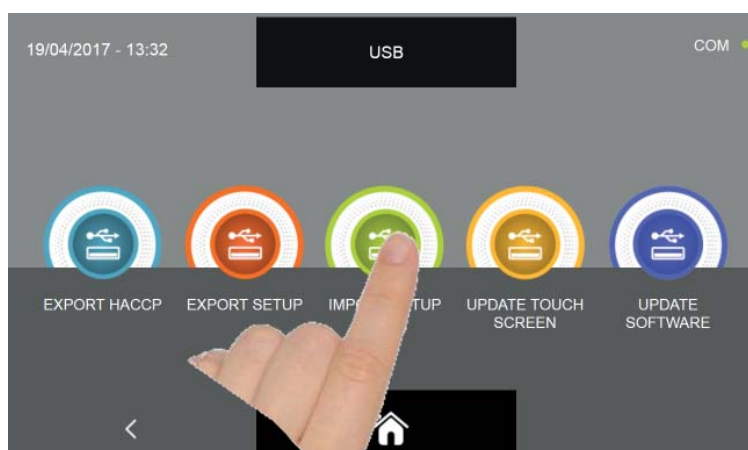 19/04/2017 - 13:32
USB
COM
EXPORT HACCP
EXPORT SETUP
UPDATE TOUCH
SCREEN
UPDATE
SOFTWARE